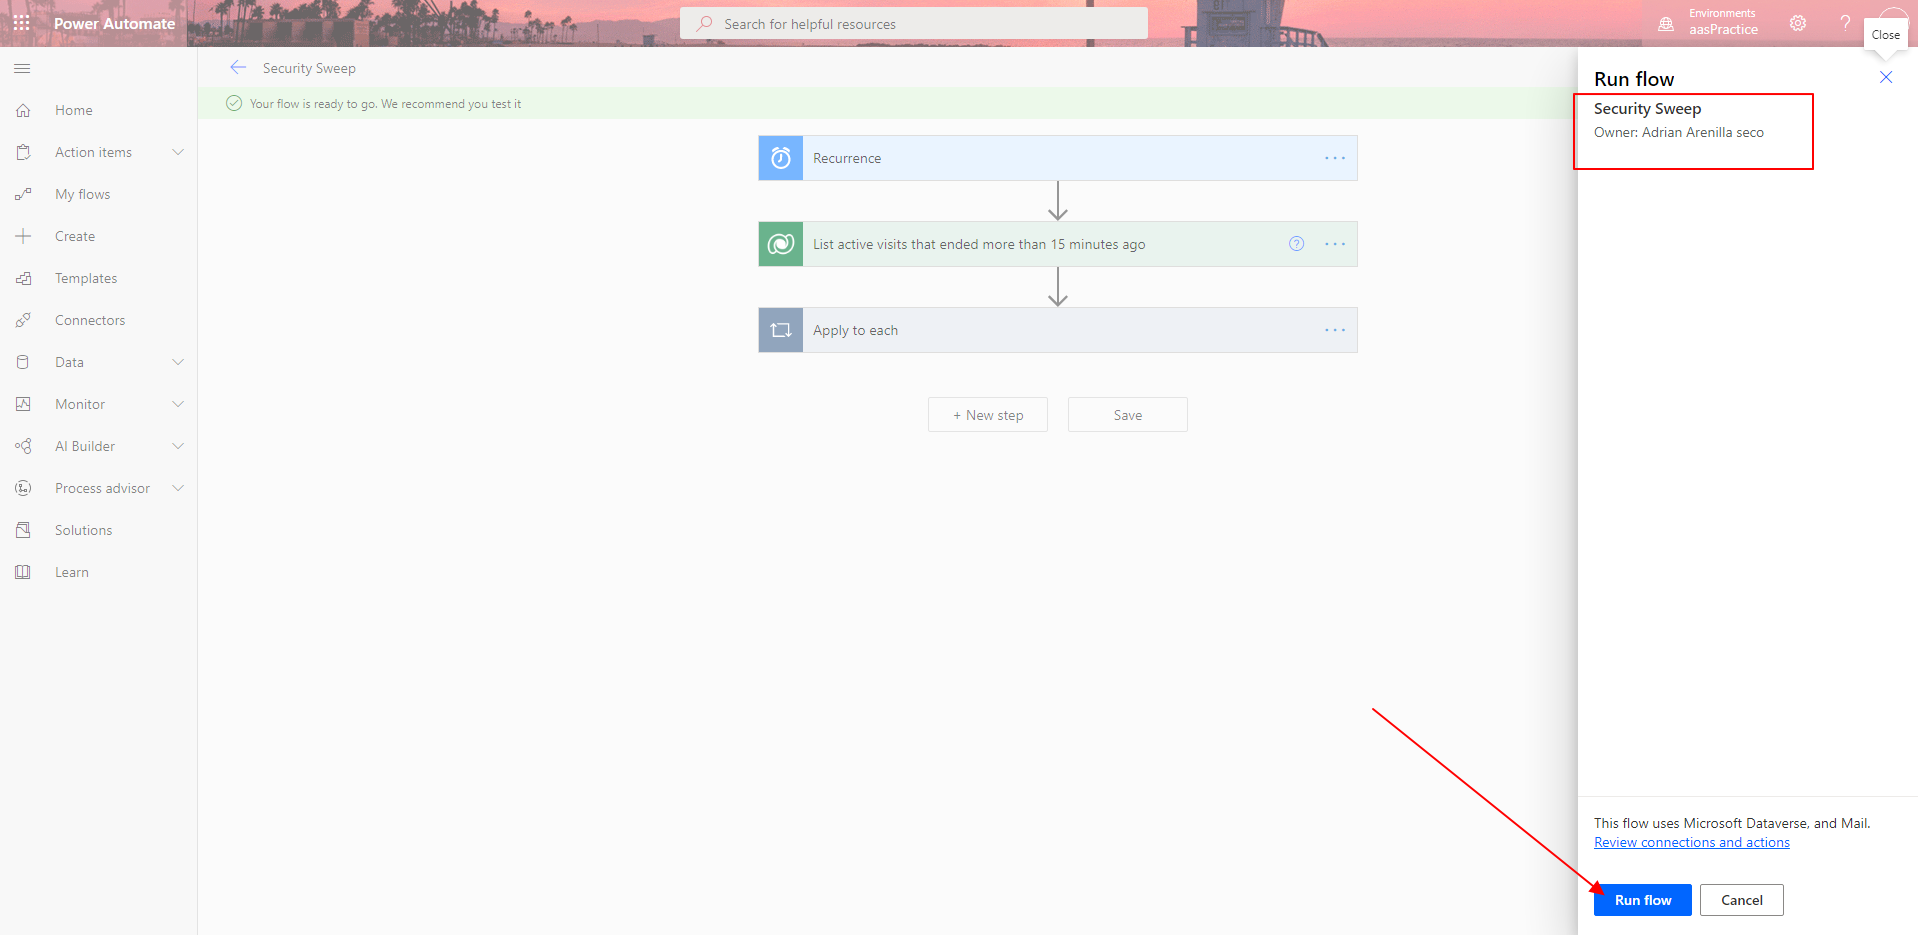 Power Automate
Search for helpful resources
Environments
aasPractice
?
Close
Home
Action items
My flows
Create
Templates
Connectors
Data
Monitor
AI Builder
Process advisor
Solutions
Learn
Security Sweep
Your flow is ready to go. We recommend you test it
Recurrence
List active visits that ended more than 15 minutes ago
Apply to each
+ New step
Save
Run flow
Security Sweep
Owner: Adrian Arenilla seco
This flow uses Microsoft Dataverse, and Mail.
Review connections and actions
Run flow
Cancel